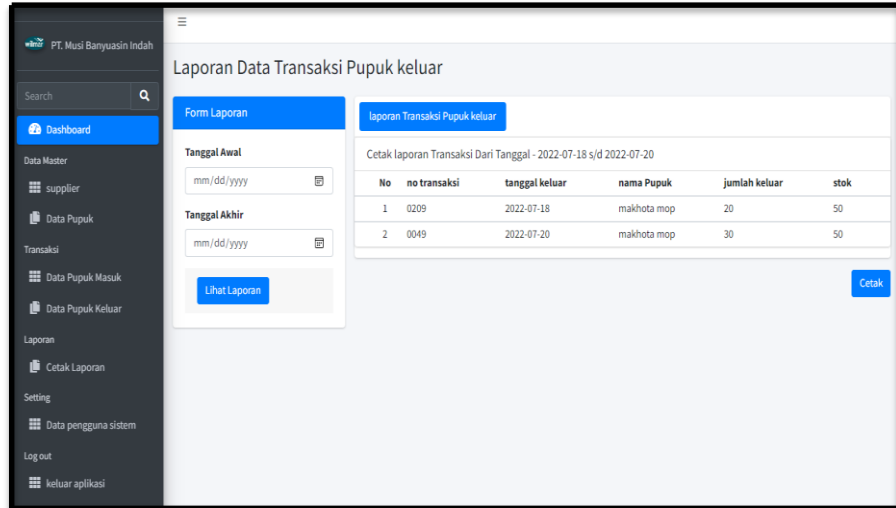 wilmar PT. Musi Banyuasin Indah
Search
Dashboard
Data Master
supplier
Data Pupuk
Transaksi
Data Pupuk Masuk
Data Pupuk Keluar
Laporan
Cetak Laporan
Setting
Data pengguna sistem
Log out
keluar aplikasi
Laporan Data Transaksi Pupuk keluar
Form Laporan
Tanggal Awal
mm/dd/yyyy
Tanggal Akhir
mm/dd/yyyy
Lihat Laporan
laporan Transaksi Pupuk keluar
Cetak laporan Transaksi Dari Tanggal - 2022-07-18 s/d 2022-07-20
No no transaksi tanggal keluar nama Pupuk jumlah keluar stok
1 0209 2022-07-18 makhota mop 20 50
2 0049 2022-07-20 makhota mop 30 50
Cetak